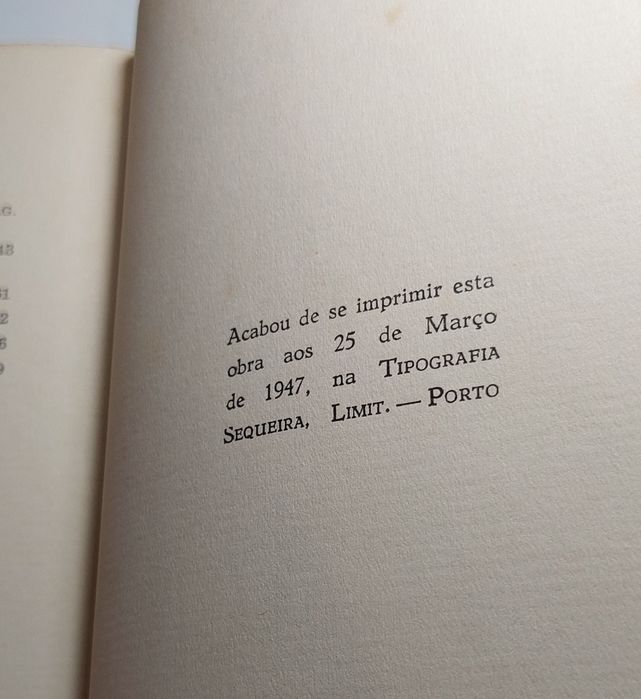 G.
Acabou de se imprimir esta
obra aos 25 de Março
de 1947, na TIPOGRAFIA
SEQUEIRA, LIMIT. — PORTO